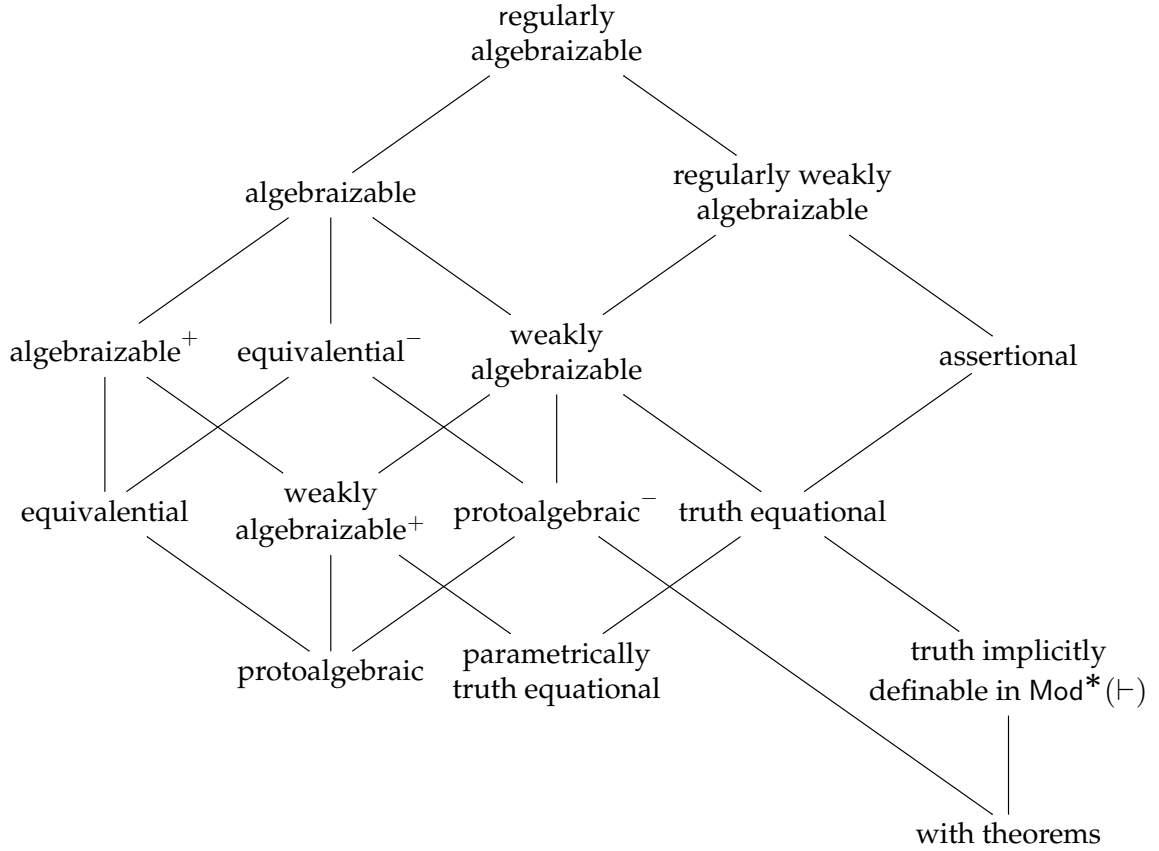 regularly
algebraizable
algebraizable
regularly weakly
algebraizable
algebraizable⁺
equivalential⁻
weakly
algebraizable
assertional
equivalential
weakly
algebraizable⁺
protoalgebraic⁻
truth equational
protoalgebraic
parametrically
truth equational
truth implicitly
definable in Mod*(⊢)
with theorems